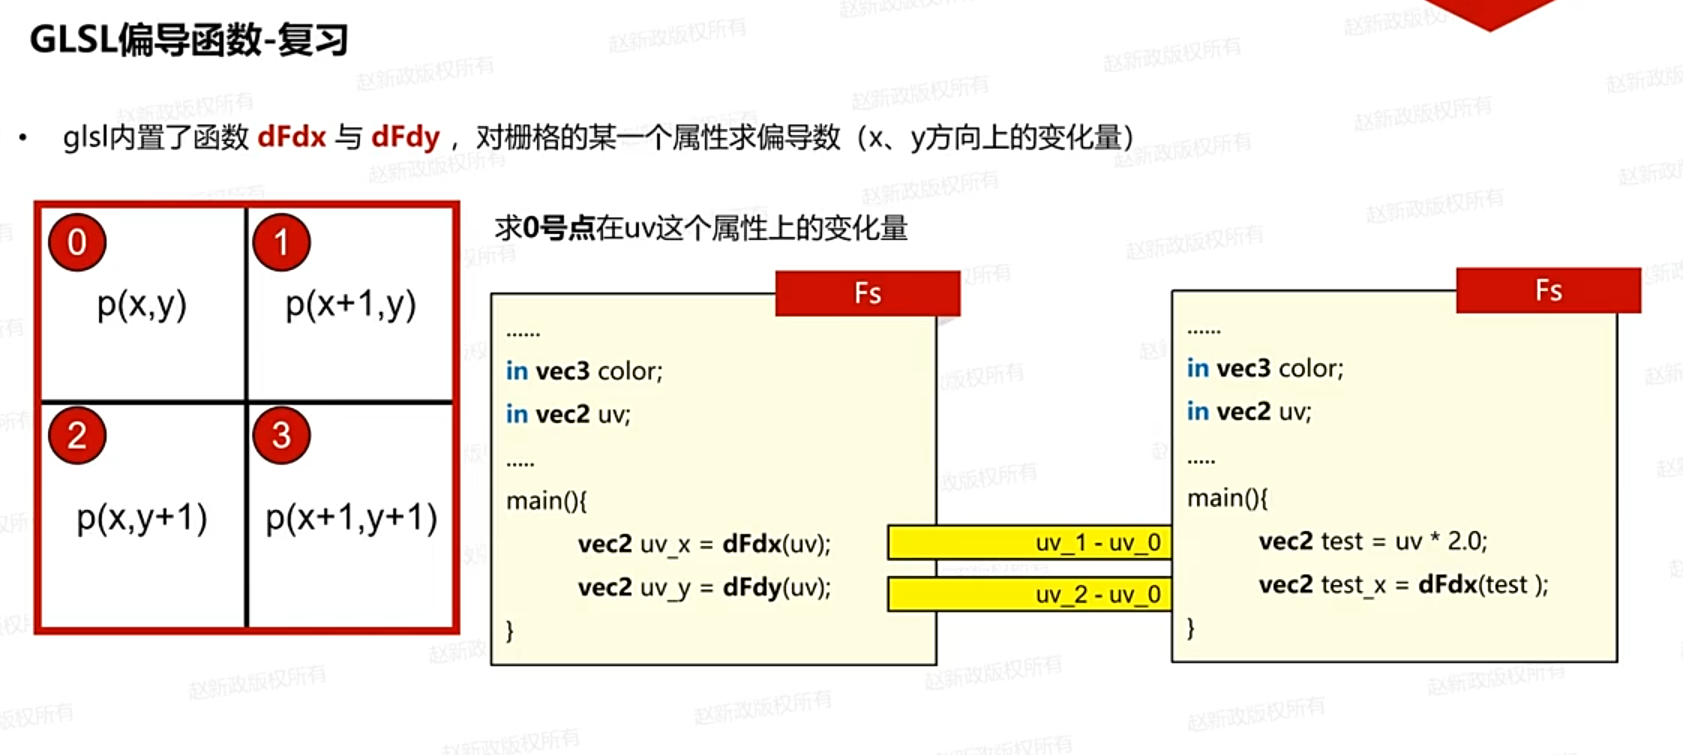 GLSL偏导函数-复习
• glsl内置了函数 dFdx 与 dFdy ，对栅格的某一个属性求偏导数（x、y方向上的变化量）
0
p(x,y)
1
p(x+1,y)
2
p(x,y+1)
3
p(x+1,y+1)
求0号点在uv这个属性上的变化量
Fs
......
in vec3 color;
in vec2 uv;
.....
main(){
vec2 uv_x = dFdx(uv);
vec2 uv_y = dFdy(uv);
}
uv_1 - uv_0
uv_2 - uv_0
Fs
......
in vec3 color;
in vec2 uv;
.....
main(){
vec2 test = uv * 2.0;
vec2 test_x = dFdx(test );
}
赵新政版权所有